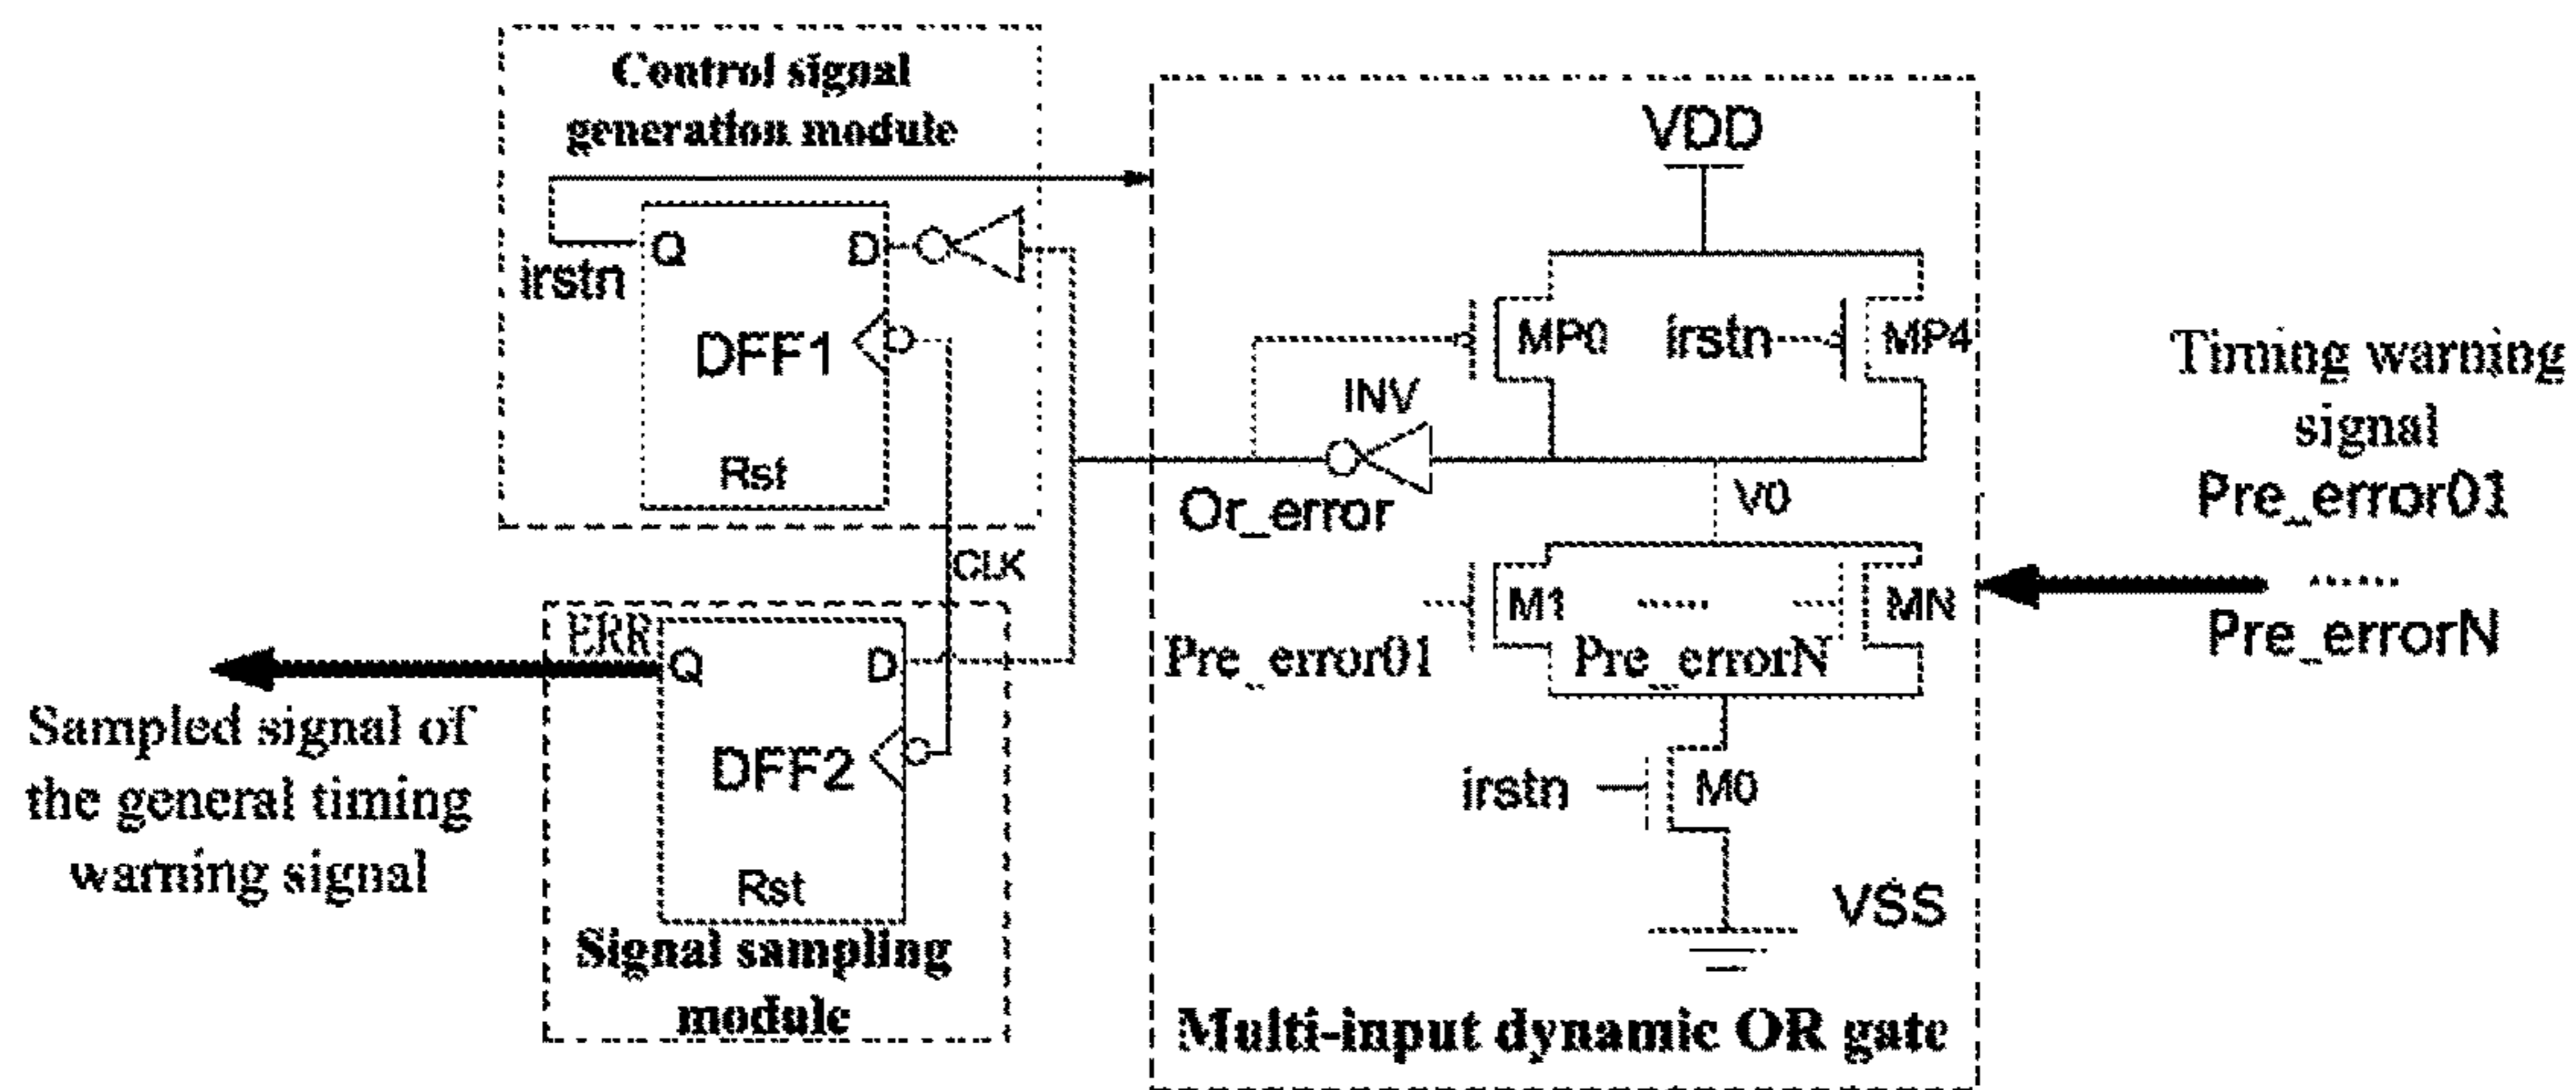 Control signal
generation module
Q
D
irstn
DFF1
Rst
CLK
ERR
Q
D
DFF2
Rst
Signal sampling
module
Sampled signal of
the general timing
warning signal
VDD
MP0
irstn
MP4
INV
Or_error
V0
M1
......
MN
Pre_error01
Pre_errorN
irstn
M0
VSS
Multi-input dynamic OR gate
Timing warning
signal
Pre_error01
......
Pre_errorN